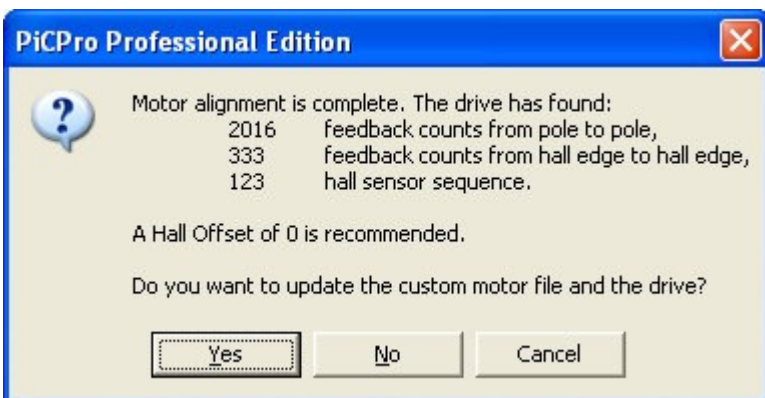 PiCPro Professional Edition
Motor alignment is complete. The drive has found:
2016 feedback counts from pole to pole,
333 feedback counts from hall edge to hall edge,
123 hall sensor sequence.
A Hall Offset of 0 is recommended.
Do you want to update the custom motor file and the drive?
Yes No Cancel